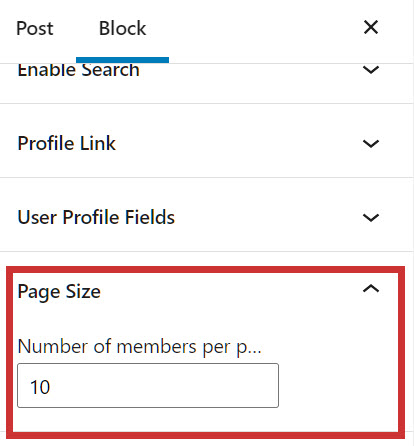 Post Block
Enable Search
Profile Link
User Profile Fields
Page Size
Number of members per p...
10